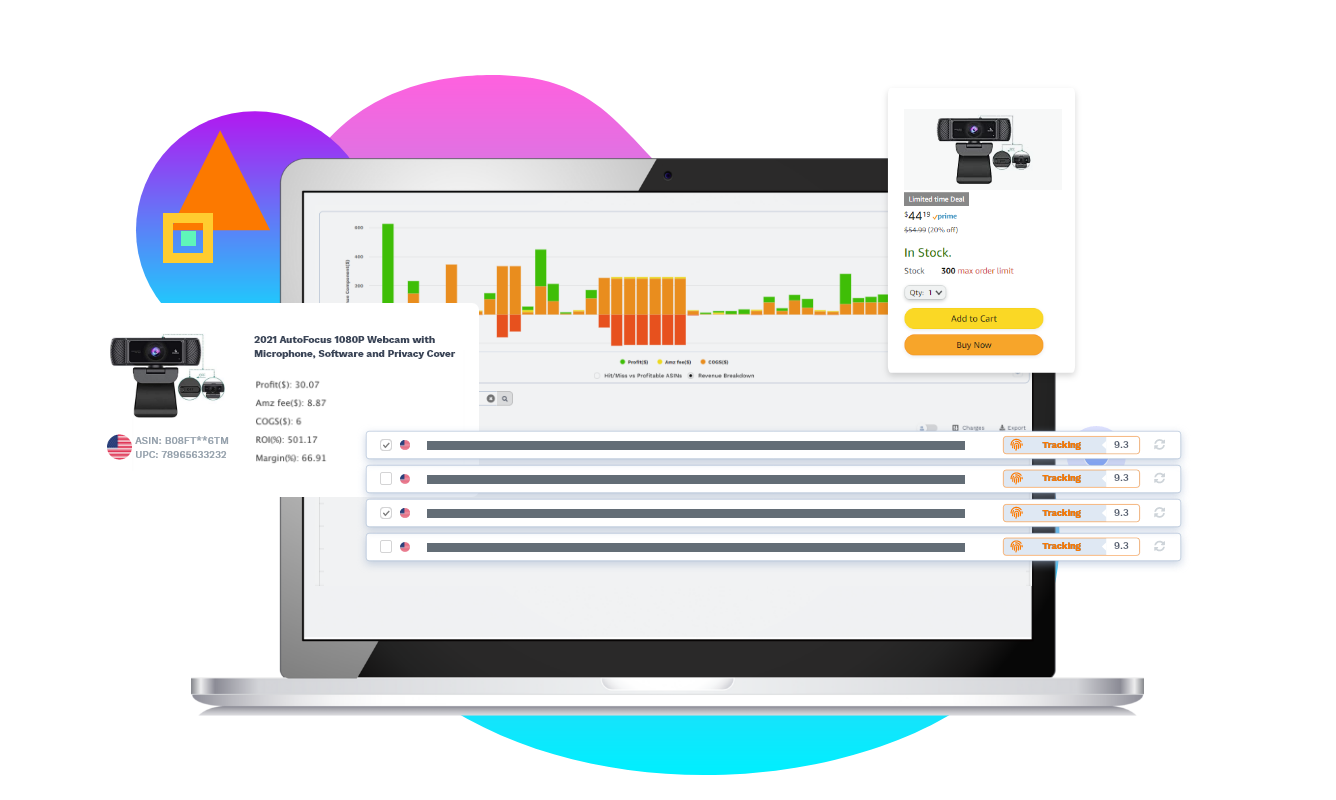 600
400
200
Limited time Deal
$44 19 prime
$54.99 (20% off)
In Stock.
Stock 300 max order limit
Qty: 1
Add to Cart
Buy Now
2021 AutoFocus 1080P Webcam with
Microphone, Software and Privacy Cover
Profit($): 30.07
Amz fee($): 8.87
COGS($): 6
ROI(%): 501.17
Margin(%): 66.91
ASIN: B08FT**6TM
UPC: 78965633232
Profit($) Amz fee($) COGS($)
Hit/Miss vs Profitable ASINs Revenue Breakdown
Charges Export
Tracking 9.3
Tracking 9.3
Tracking 9.3
Tracking 9.3